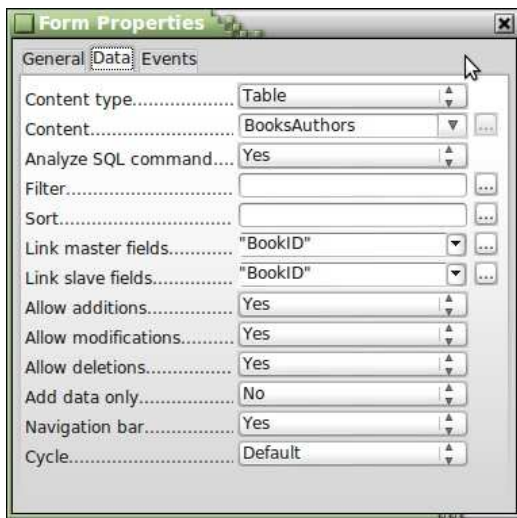 Form Properties
General Data Events
Content type................... Table
Content......................... BooksAuthors
Analyze SQL command.... Yes
Filter.............................
Sort..............................
Link master fields........... "BookID"
Link slave fields.............. "BookID"
Allow additions............... Yes
Allow modifications.......... Yes
Allow deletions............... Yes
Add data only................. No
Navigation bar................ Yes
Cycle............................ Default